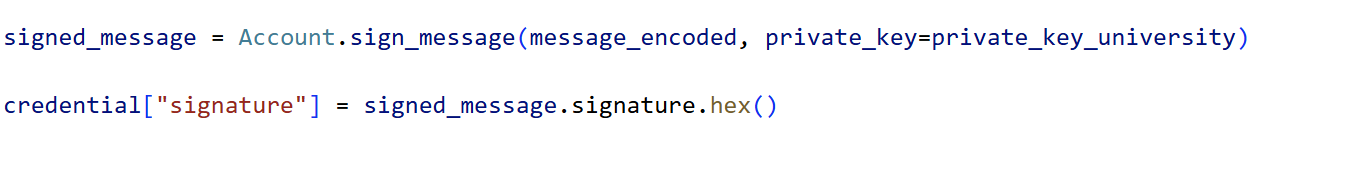 signed_message = Account.sign_message(message_encoded, private_key=private_key_university)
credential["signature"] = signed_message.signature.hex()